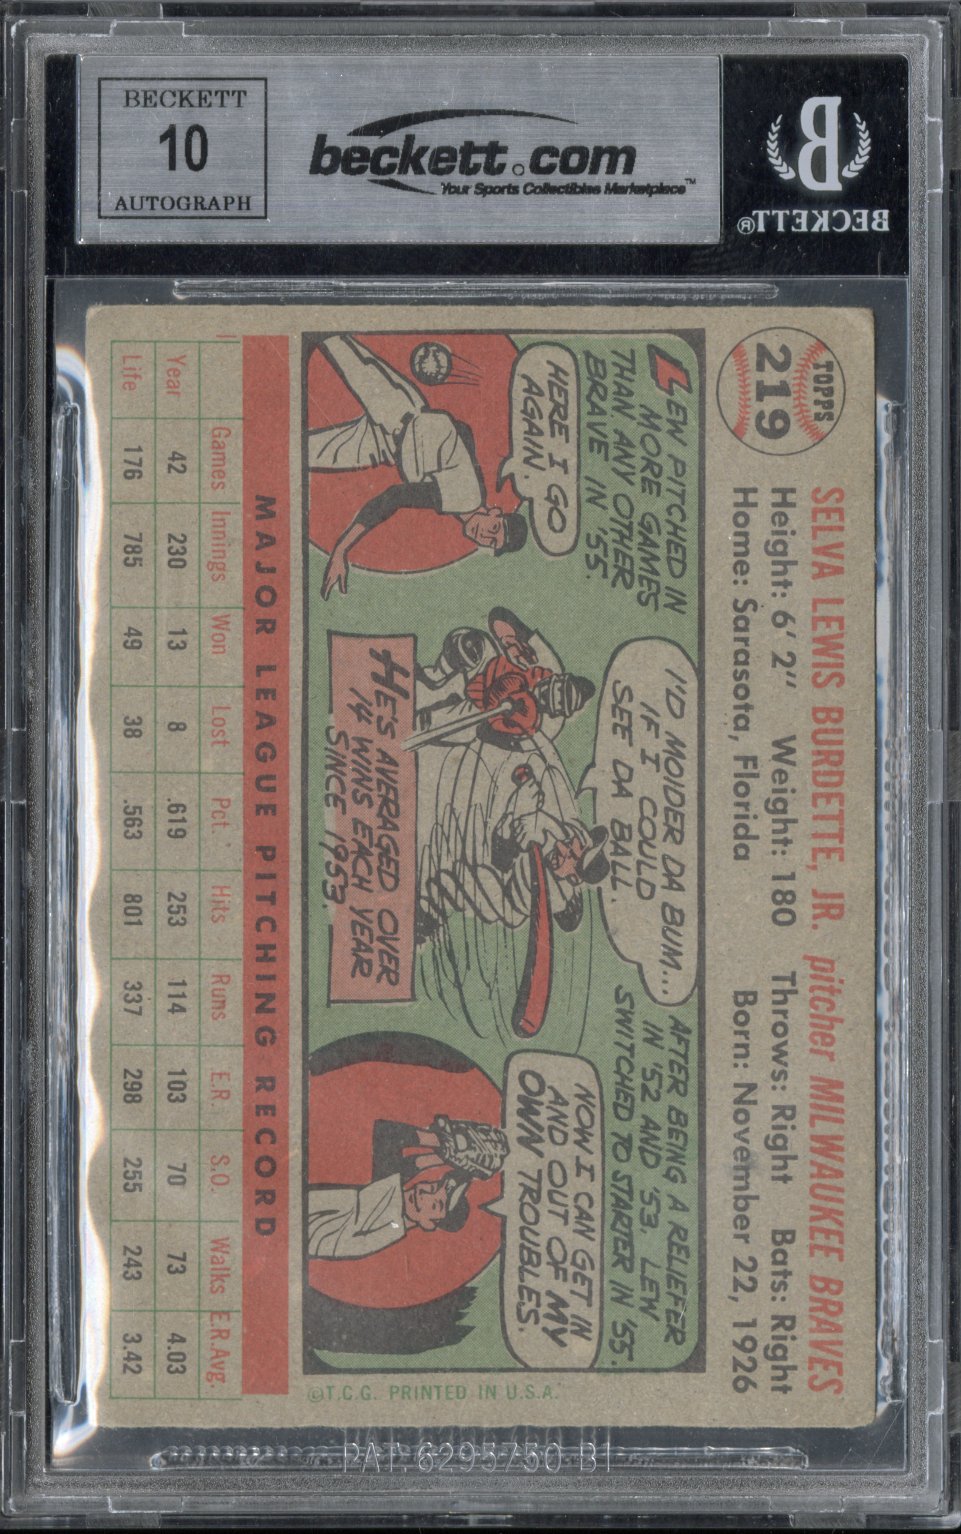 BECKETT
10
AUTOGRAPH
beckett.com
Your Sports Collectibles Marketplace™
B
BECKETT®
TOPPS
219
SELVA LEWIS BURDETTE, JR. pitcher MILWAUKEE BRAVES
Height: 6' 2" Weight: 180 Throws: Right Bats: Right
Home: Sarasota, Florida Born: November 22, 1926
LEW PITCHED IN
MORE GAMES
THAN ANY OTHER
BRAVE IN '55.
HERE I GO
AGAIN.
I'D MOIDER DA BUM...
IF I COULD
SEE DA BALL.
HE'S AVERAGED OVER
14 WINS EACH YEAR
SINCE 1953.
AFTER BEING A RELIEFER
IN '52 AND '53, LEW
SWITCHED TO STARTER IN '55.
NOW I CAN GET IN
AND OUT OF MY
OWN TROUBLES.
©T.C.G. PRINTED IN U.S.A.
MAJOR LEAGUE PITCHING RECORD
Games Innings Won Lost Pct. Hits Runs E.R. S.O. Walks E.R.Avg.
Year 42 230 13 8 .619 253 114 103 70 73 4.03
Life 176 785 49 38 .563 801 337 298 255 243 3.42
PAT. 6295750 B1